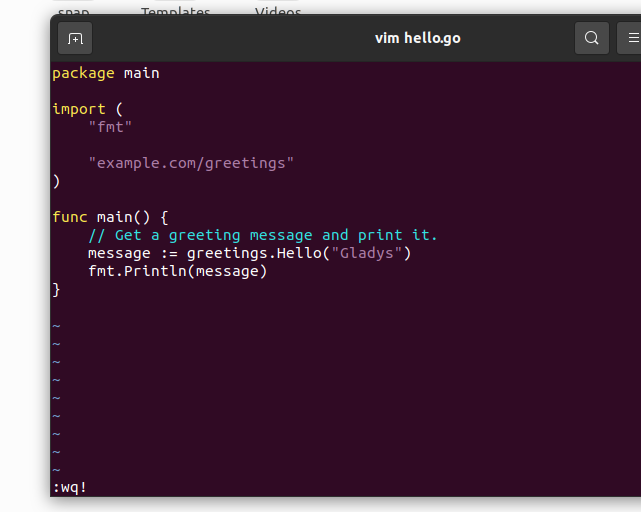 snap Templates Videos
vim hello.go
package main
import (
"fmt"
"example.com/greetings"
)
func main() {
// Get a greeting message and print it.
message := greetings.Hello("Gladys")
fmt.Println(message)
}
~
~
~
~
~
~
~
~
~
:wq!